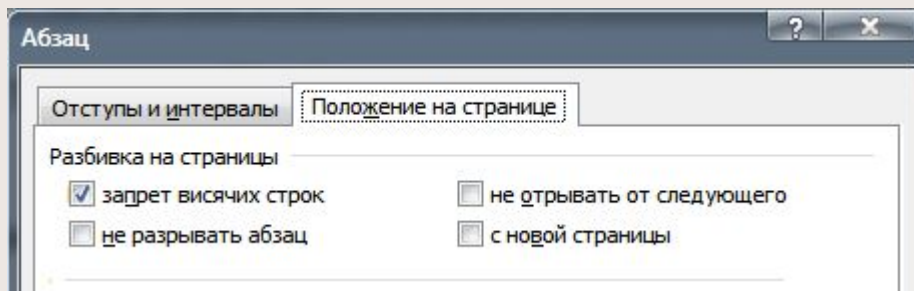 Абзац
Отступы и интервалы Положение на странице
Разбивка на страницы
запрет висячих строк не отрывать от следующего
не разрывать абзац с новой страницы